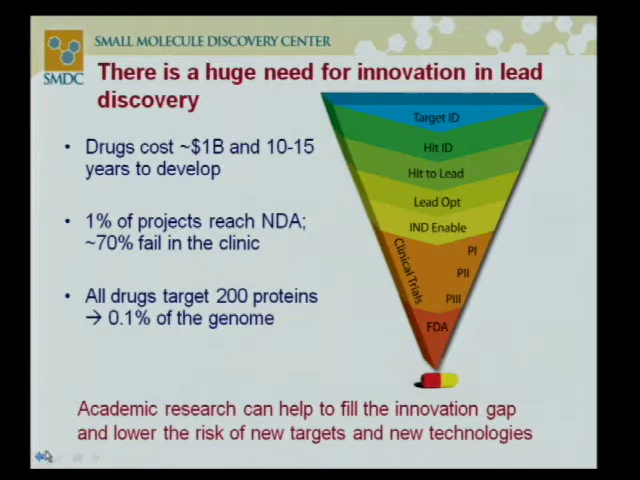 SMALL MOLECULE DISCOVERY CENTER
SMDC
There is a huge need for innovation in lead
discovery
• Drugs cost ~$1B and 10-15
years to develop
• 1% of projects reach NDA;
~70% fail in the clinic
• All drugs target 200 proteins
→ 0.1% of the genome
Target ID
Hit ID
Hit to Lead
Lead Opt
IND Enable
Clinical Trials
PI
PII
PIII
FDA
Academic research can help to fill the innovation gap
and lower the risk of new targets and new technologies